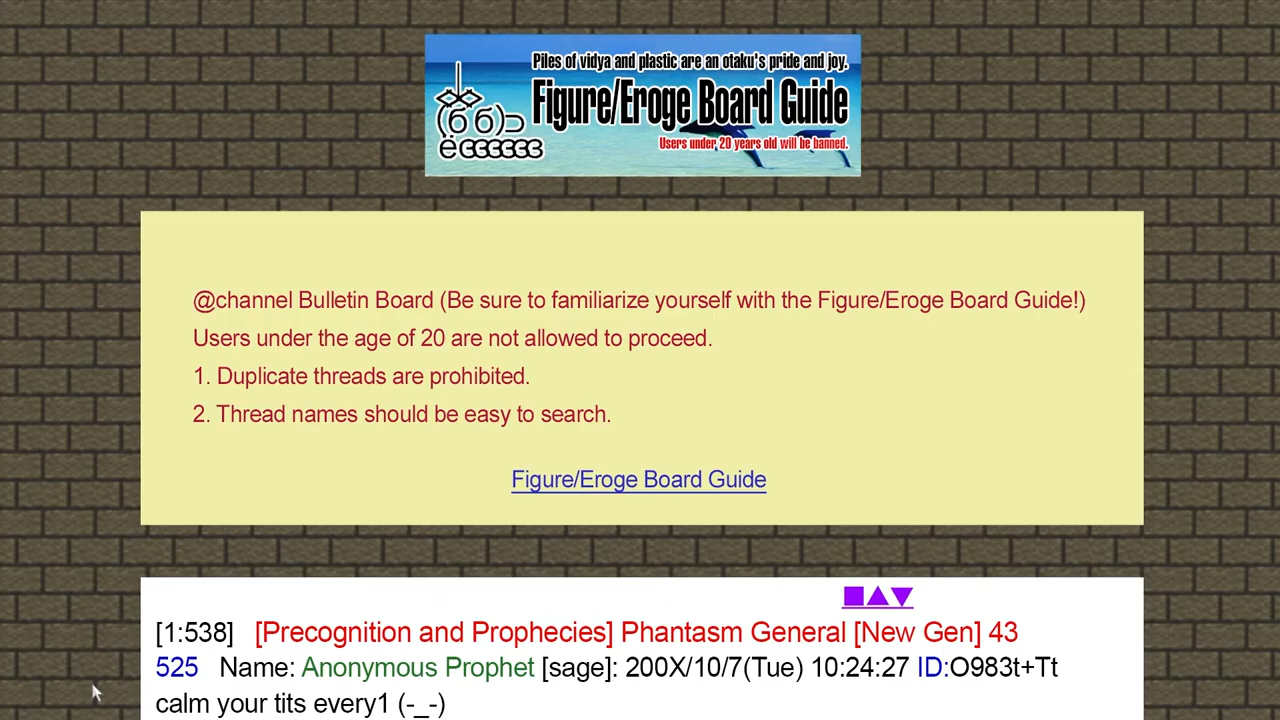 Piles of vidya and plastic are an otaku's pride and joy.
Figure/Eroge Board Guide
Users under 20 years old will be banned.
@channel Bulletin Board (Be sure to familiarize yourself with the Figure/Eroge Board Guide!)
Users under the age of 20 are not allowed to proceed.
1. Duplicate threads are prohibited.
2. Thread names should be easy to search.
Figure/Eroge Board Guide
■▲▼
[1:538] [Precognition and Prophecies] Phantasm General [New Gen] 43
525 Name: Anonymous Prophet [sage]: 200X/10/7(Tue) 10:24:27 ID:O983t+Tt
calm your tits every1 (-_-)